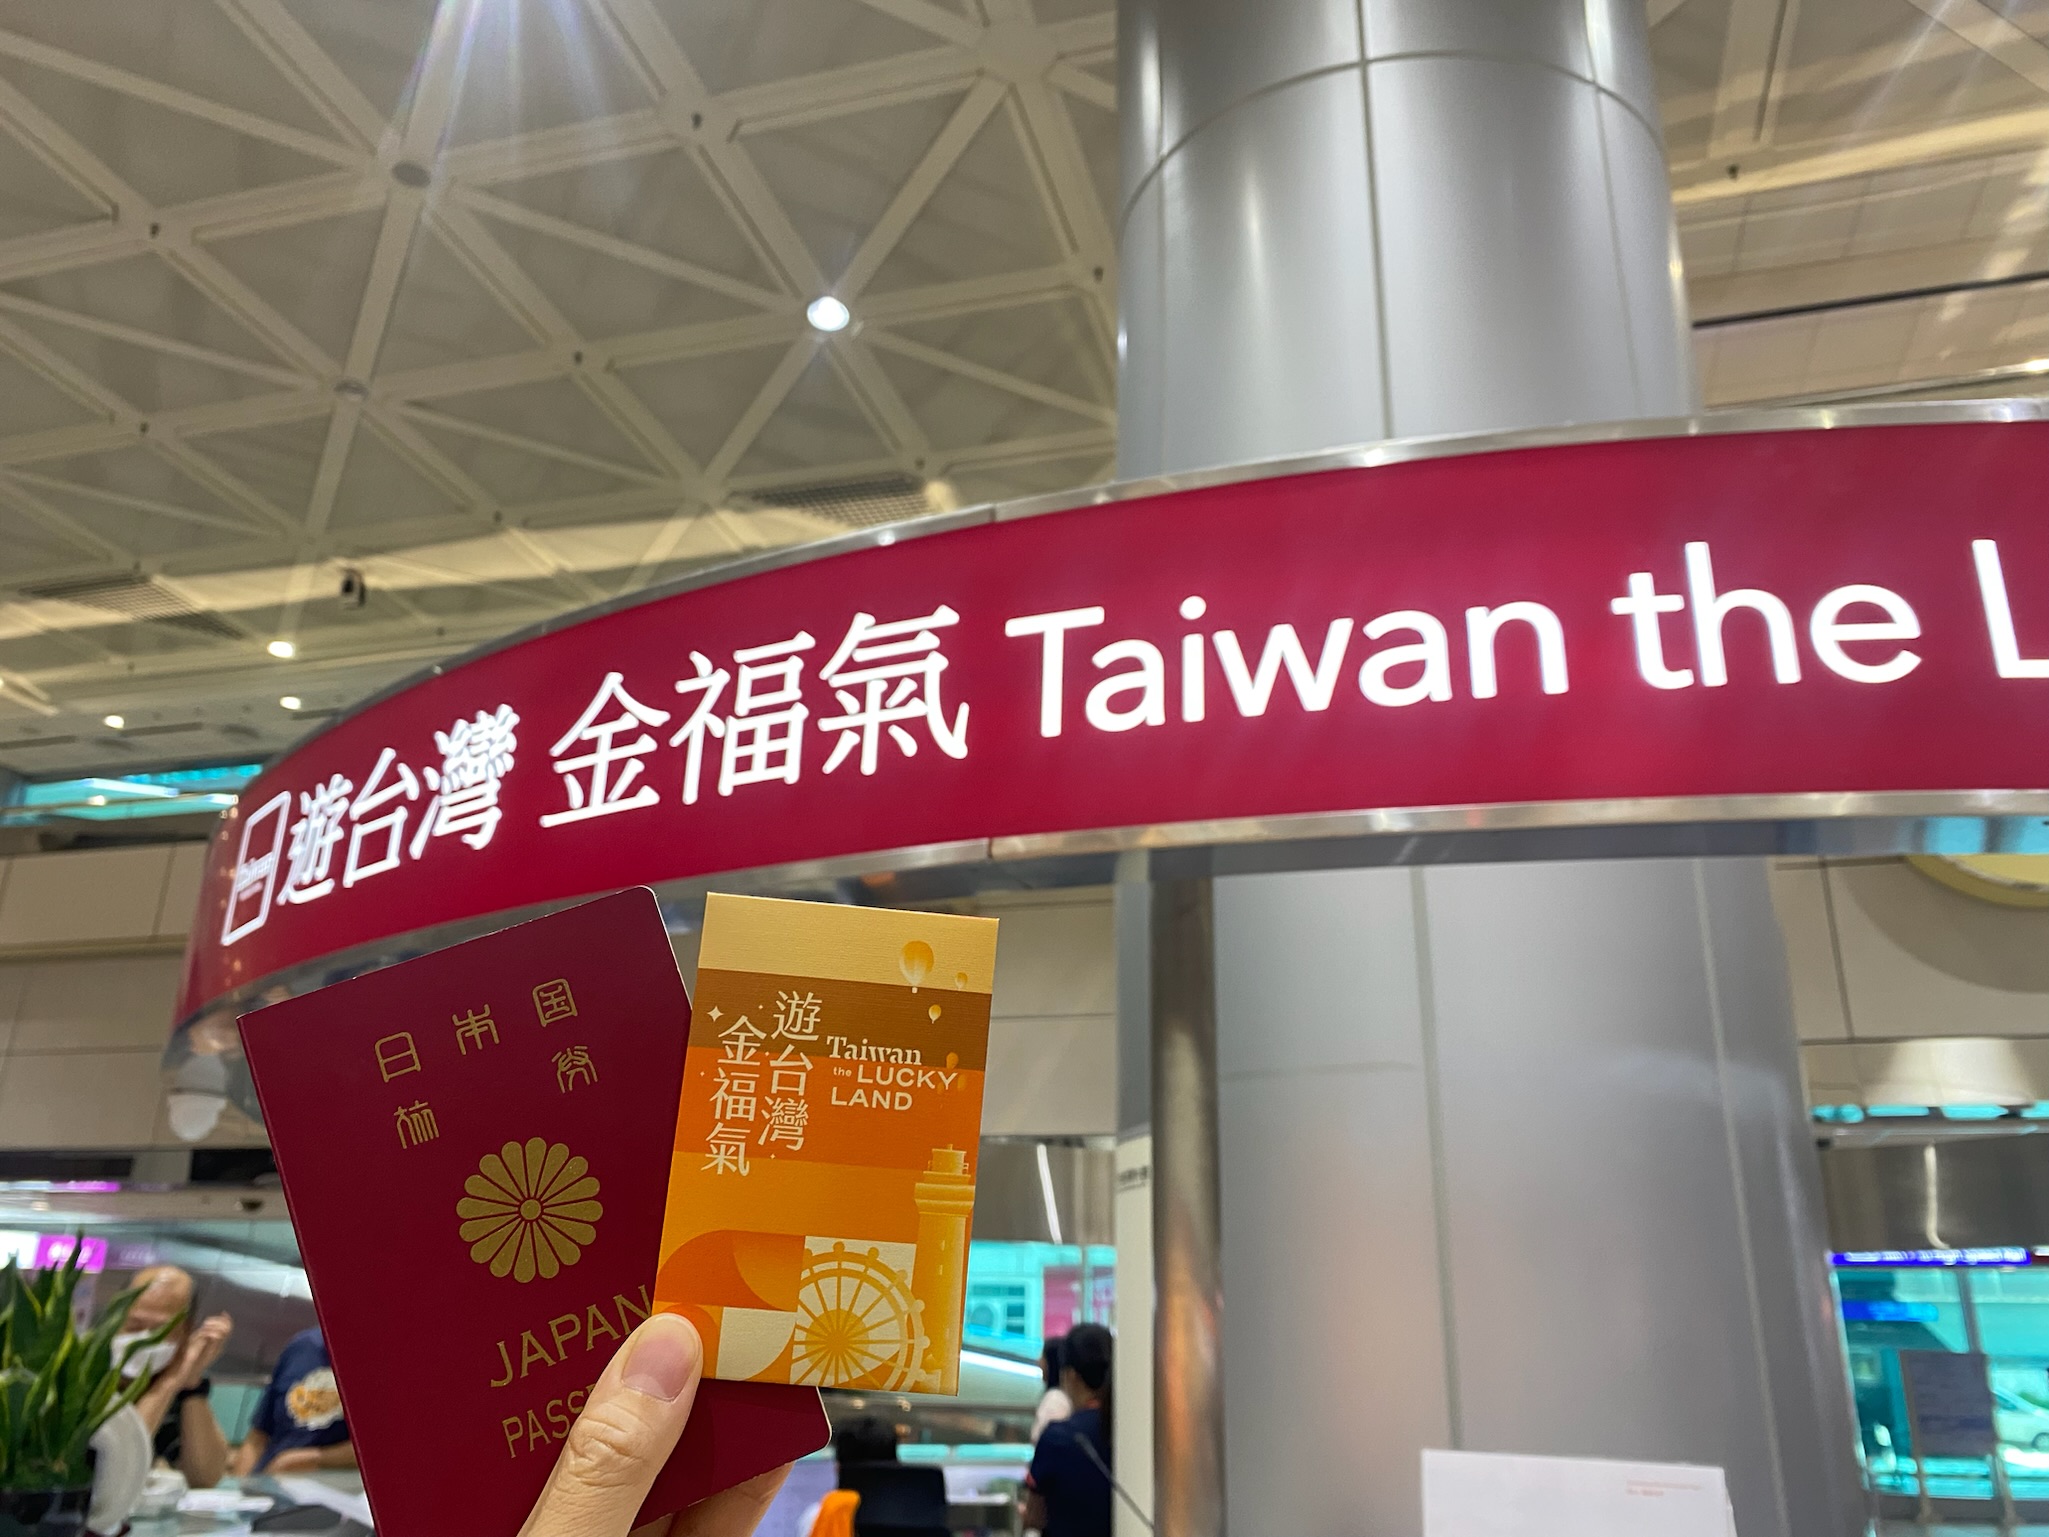 遊台灣 金福氣 Taiwan the L
日本国
旅券
JAPAN
PASS
遊台灣
金福氣
Taiwan
the LUCKY
LAND